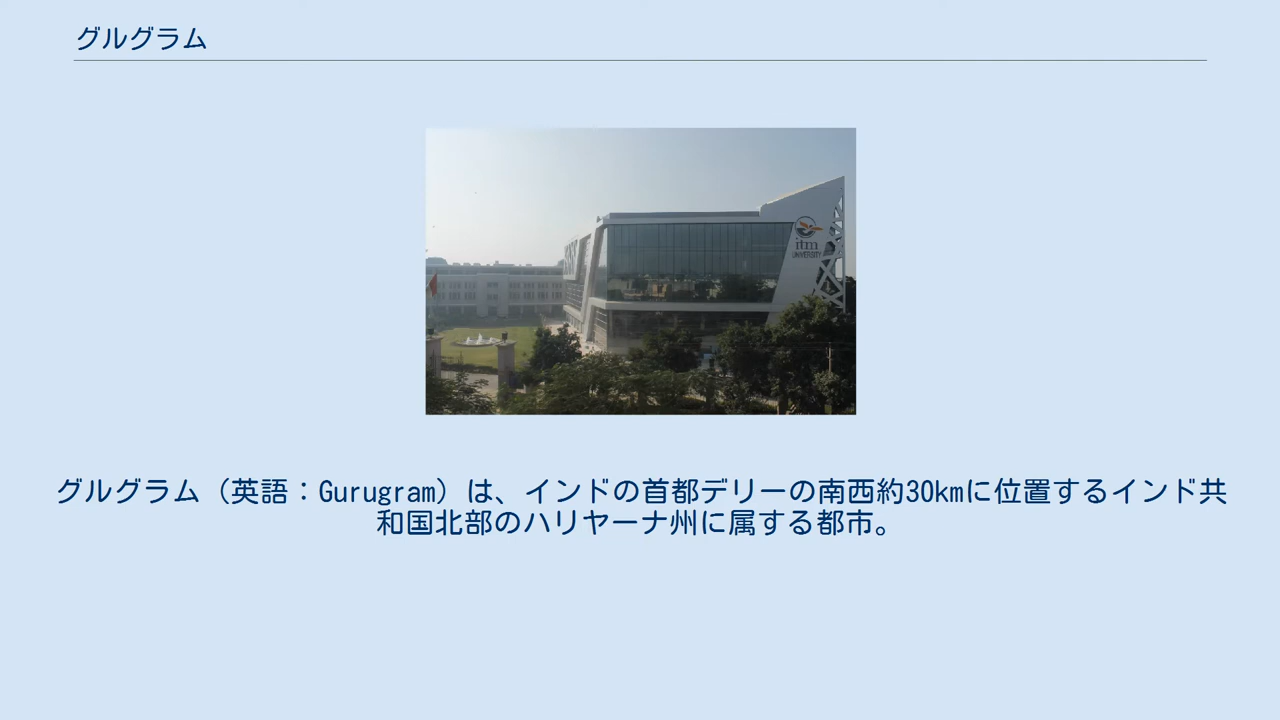 グルグラム
itm
UNIVERSITY
グルグラム（英語：Gurugram）は、インドの首都デリーの南西約30kmに位置するインド共
和国北部のハリヤーナ州に属する都市。